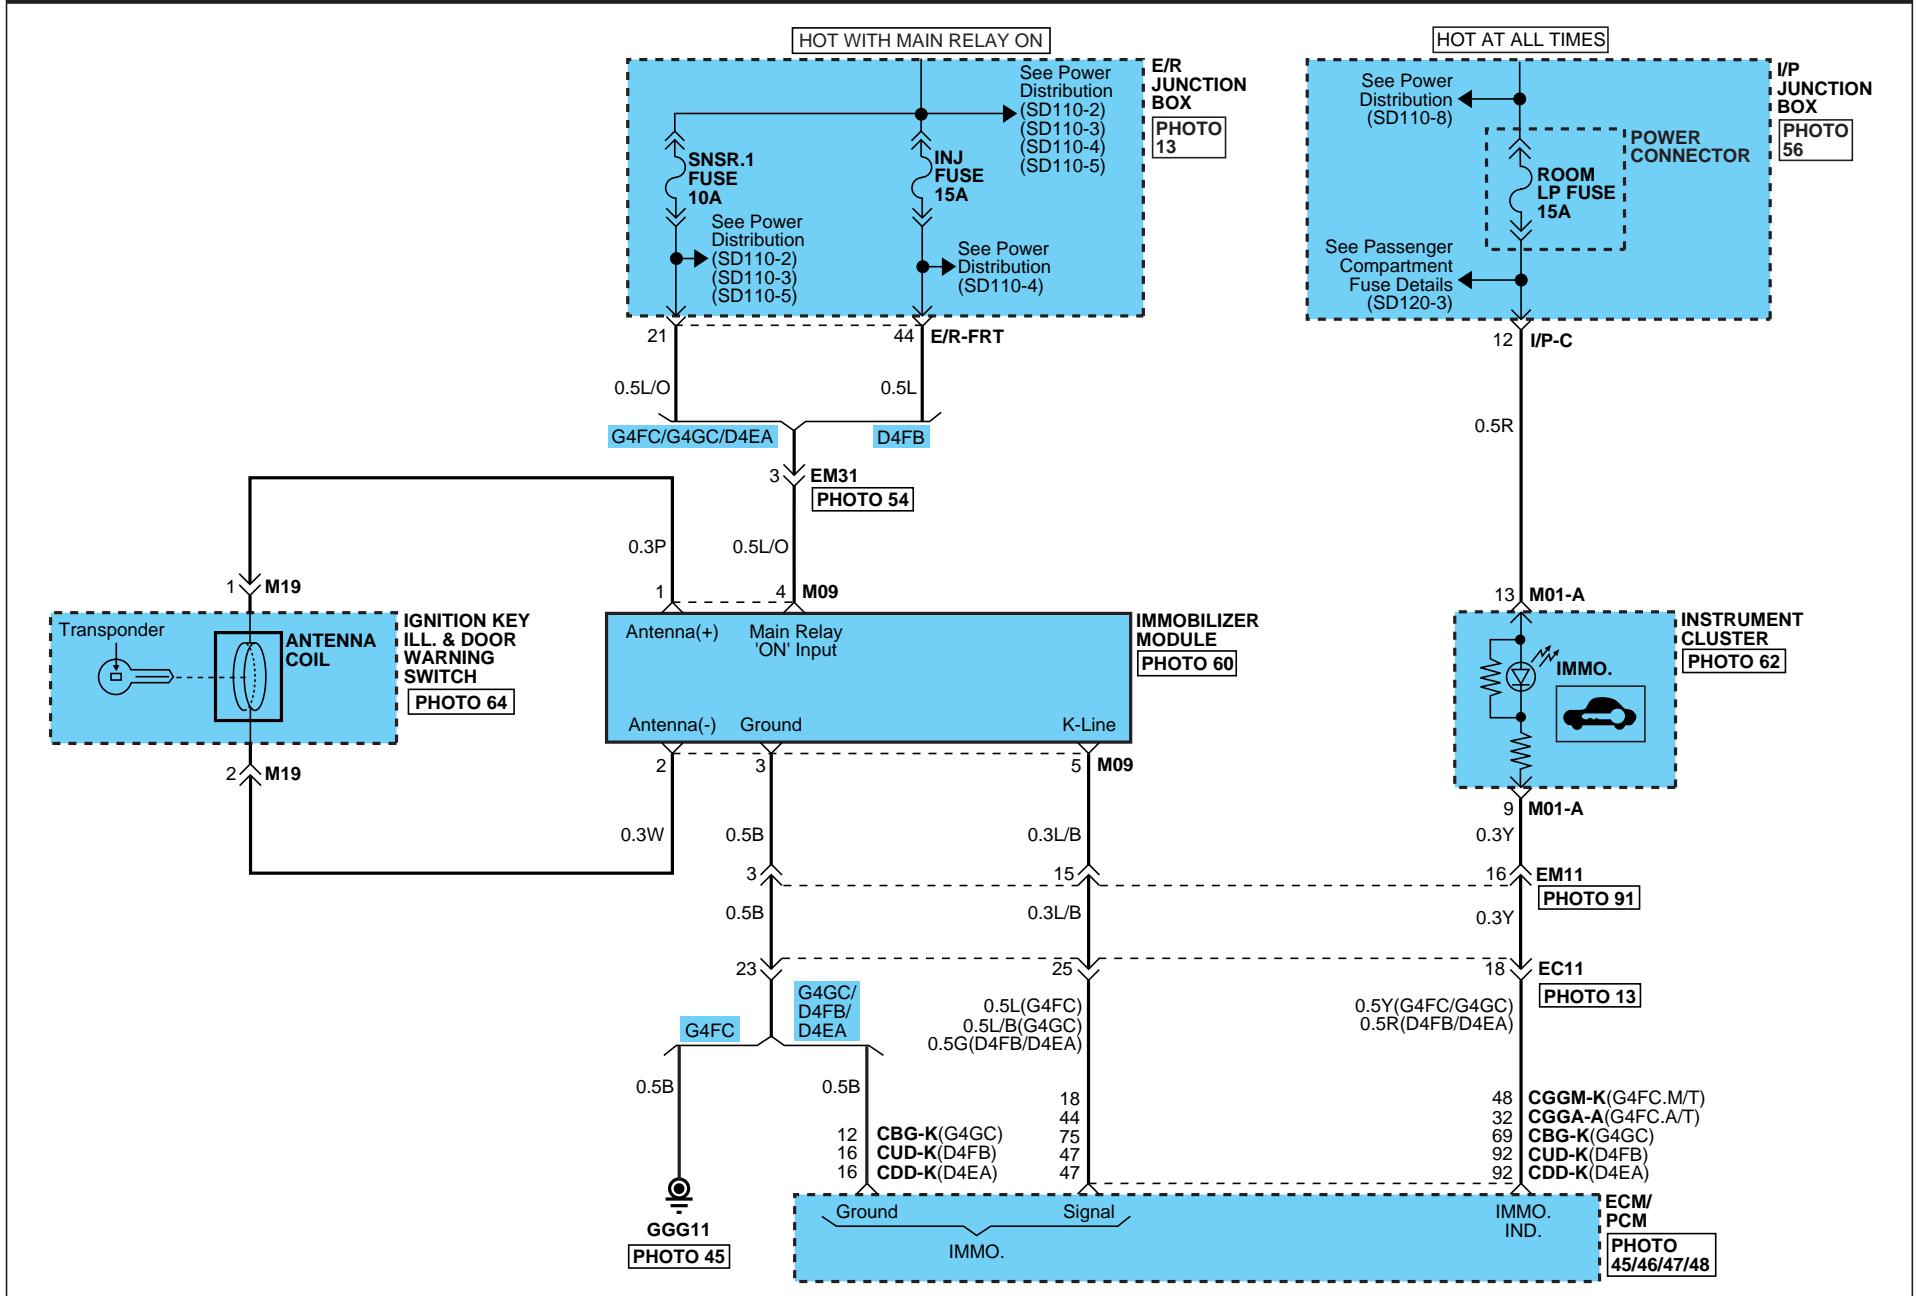 HOT WITH MAIN RELAY ON
HOT AT ALL TIMES
See Power
Distribution
(SD110-2)
(SD110-3)
(SD110-4)
(SD110-5)
E/R
JUNCTION
BOX
PHOTO
13
SNSR.1
FUSE
10A
INJ
FUSE
15A
See Power
Distribution
(SD110-2)
(SD110-3)
(SD110-5)
See Power
Distribution
(SD110-4)
See Power
Distribution
(SD110-8)
I/P
JUNCTION
BOX
PHOTO
56
POWER
CONNECTOR
ROOM
LP FUSE
15A
See Passenger
Compartment
Fuse Details
(SD120-3)
21
44 E/R-FRT
12 I/P-C
0.5L/O
0.5L
0.5R
G4FC/G4GC/D4EA
D4FB
3 EM31
PHOTO 54
0.3P
0.5L/O
1 M19
1
4 M09
13 M01-A
Transponder
ANTENNA
COIL
IGNITION KEY
ILL. & DOOR
WARNING
SWITCH
PHOTO 64
Antenna(+)
Main Relay
'ON' Input
IMMOBILIZER
MODULE
PHOTO 60
IMMO.
INSTRUMENT
CLUSTER
PHOTO 62
Antenna(-)
Ground
K-Line
2 M19
2
3
5 M09
9 M01-A
0.3W
0.5B
0.3L/B
0.3Y
3
15
16 EM11
PHOTO 91
0.5B
0.3L/B
0.3Y
23
25
18 EC11
PHOTO 13
G4FC
G4GC/
D4FB/
D4EA
0.5L(G4FC)
0.5L/B(G4GC)
0.5G(D4FB/D4EA)
0.5Y(G4FC/G4GC)
0.5R(D4FB/D4EA)
0.5B
0.5B
12 CBG-K(G4GC)
16 CUD-K(D4FB)
16 CDD-K(D4EA)
18
44
75
47
47
48 CGGM-K(G4FC.M/T)
32 CGGA-A(G4FC.A/T)
69 CBG-K(G4GC)
92 CUD-K(D4FB)
92 CDD-K(D4EA)
GGG11
PHOTO 45
Ground
Signal
IMMO.
IMMO.
IND.
ECM/
PCM
PHOTO
45/46/47/48